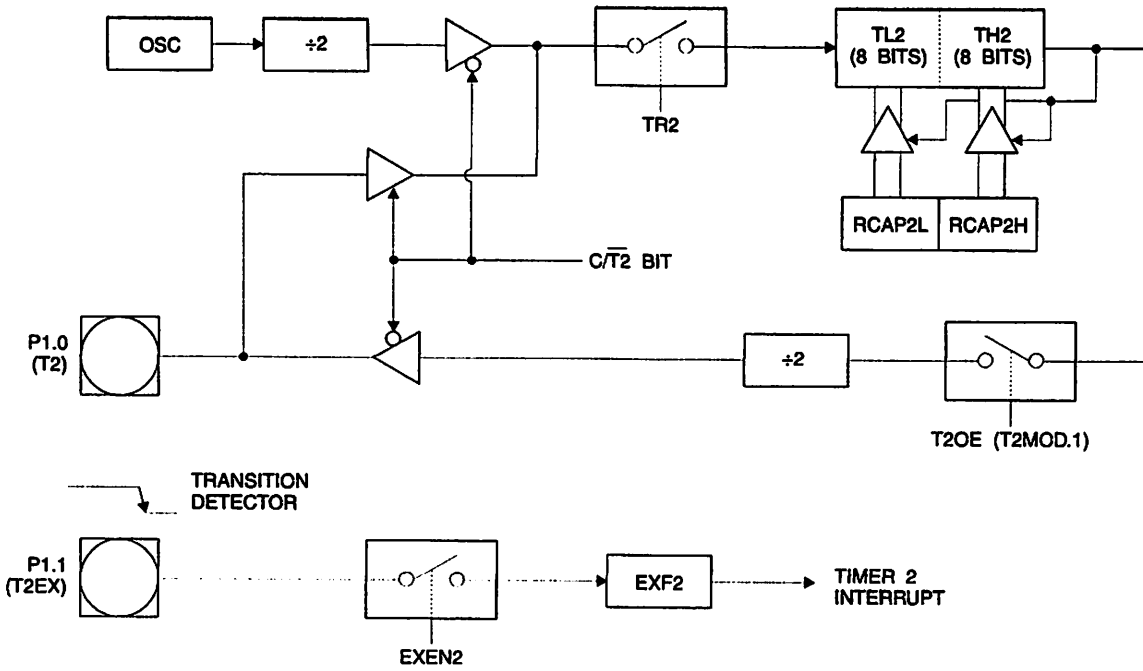 OSC
÷2
TR2
TL2
(8 BITS)
TH2
(8 BITS)
RCAP2L
RCAP2H
C/T̅2̅ BIT
P1.0
(T2)
÷2
T2OE (T2MOD.1)
TRANSITION
DETECTOR
P1.1
(T2EX)
EXEN2
EXF2
TIMER 2
INTERRUPT